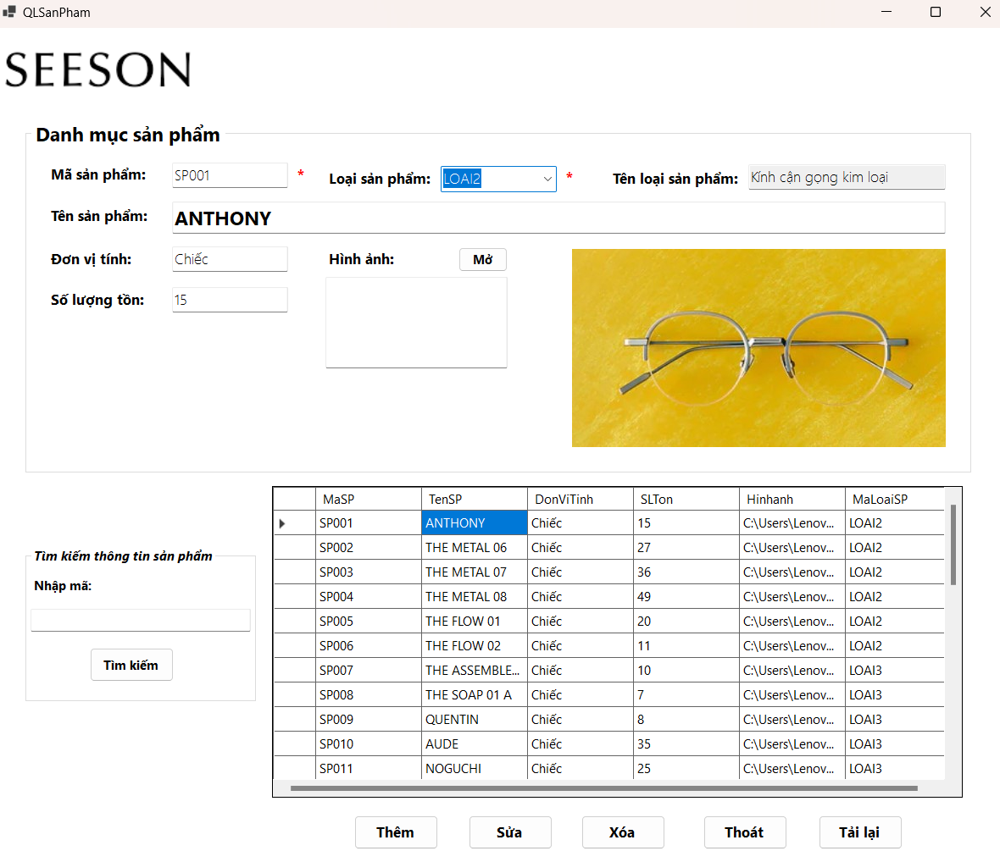 QLSanPham
SEESON
Danh mục sản phẩm
Mã sản phẩm: SP001 * Loại sản phẩm: LOAI2 * Tên loại sản phẩm: Kính cận gọng kim loại
Tên sản phẩm: ANTHONY
Đơn vị tính: Chiếc Hình ảnh: Mở
Số lượng tồn: 15
MaSP TenSP DonViTinh SLTon Hinhanh MaLoaiSP
SP001 ANTHONY Chiếc 15 C:\Users\Lenov... LOAI2
SP002 THE METAL 06 Chiếc 27 C:\Users\Lenov... LOAI2
SP003 THE METAL 07 Chiếc 36 C:\Users\Lenov... LOAI2
SP004 THE METAL 08 Chiếc 49 C:\Users\Lenov... LOAI2
SP005 THE FLOW 01 Chiếc 20 C:\Users\Lenov... LOAI2
SP006 THE FLOW 02 Chiếc 11 C:\Users\Lenov... LOAI2
SP007 THE ASSEMBLE... Chiếc 10 C:\Users\Lenov... LOAI3
SP008 THE SOAP 01 A Chiếc 7 C:\Users\Lenov... LOAI3
SP009 QUENTIN Chiếc 8 C:\Users\Lenov... LOAI3
SP010 AUDE Chiếc 35 C:\Users\Lenov... LOAI3
SP011 NOGUCHI Chiếc 25 C:\Users\Lenov... LOAI3
Tìm kiếm thông tin sản phẩm
Nhập mã:
Tìm kiếm
Thêm Sửa Xóa Thoát Tải lại